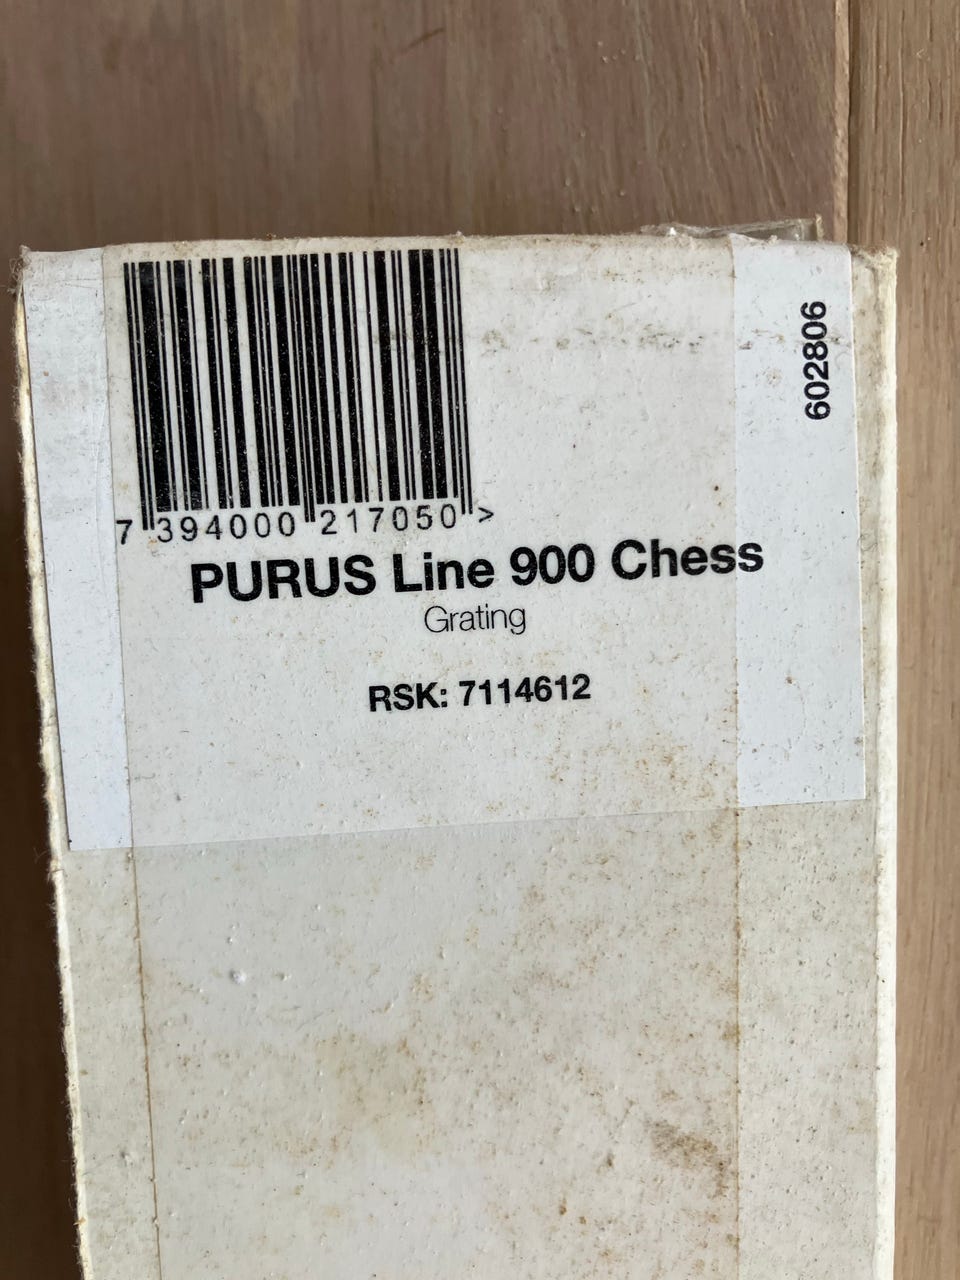 7 394000 217050 >
PURUS Line 900 Chess
Grating
RSK: 7114612
602806